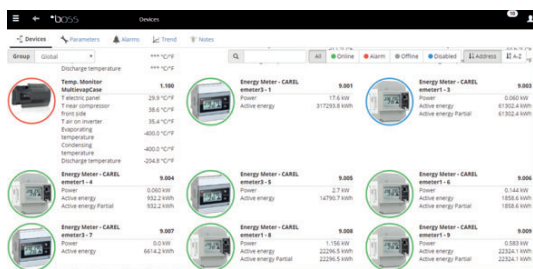 boss
Devices
99
Devices
Parameters
Alarms
Trend
Notes
Group
Global
All
Online
Alarm
Offline
Disabled
Address
A-Z
*** °C/°F
Discharge temperature *** °C/°F
Temp. Monitor
MultievapCase
1.100
T electric panel 29.9 °C/°F
T near compressor
front side
38.6 °C/°F
T air on inverter 35.4 °C/°F
Evaporating
temperature
-400.0 °C/°F
Condensing
temperature
-400.0 °C/°F
Discharge temperature -204.8 °C/°F
Energy Meter - CAREL
emeter3 - 1
9.001
Power 17.6 kW
Active energy 317293.8 kWh
Energy Meter - CAREL
emeter1 - 3
9.003
Power 0.060 kW
Active energy 61302.4 kWh
Active energy Partial 61302.4 kWh
Energy Meter - CAREL
emeter1 - 4
9.004
Power 0.060 kW
Active energy 932.2 kWh
Active energy Partial 932.2 kWh
Energy Meter - CAREL
emeter3 - 5
9.005
Power 2.7 kW
Active energy 14790.7 kWh
Energy Meter - CAREL
emeter1 - 6
9.006
Power 0.144 kW
Active energy 1858.6 kWh
Active energy Partial 1858.6 kWh
Energy Meter - CAREL
emeter3 - 7
9.007
Power 0.0 kW
Active energy 6614.2 kWh
Energy Meter - CAREL
emeter1 - 8
9.008
Power 1.156 kW
Active energy 22296.5 kWh
Active energy Partial 22296.5 kWh
Energy Meter - CAREL
emeter1 - 9
9.009
Power 0.583 kW
Active energy 22324.1 kWh
Active energy Partial 22324.1 kWh